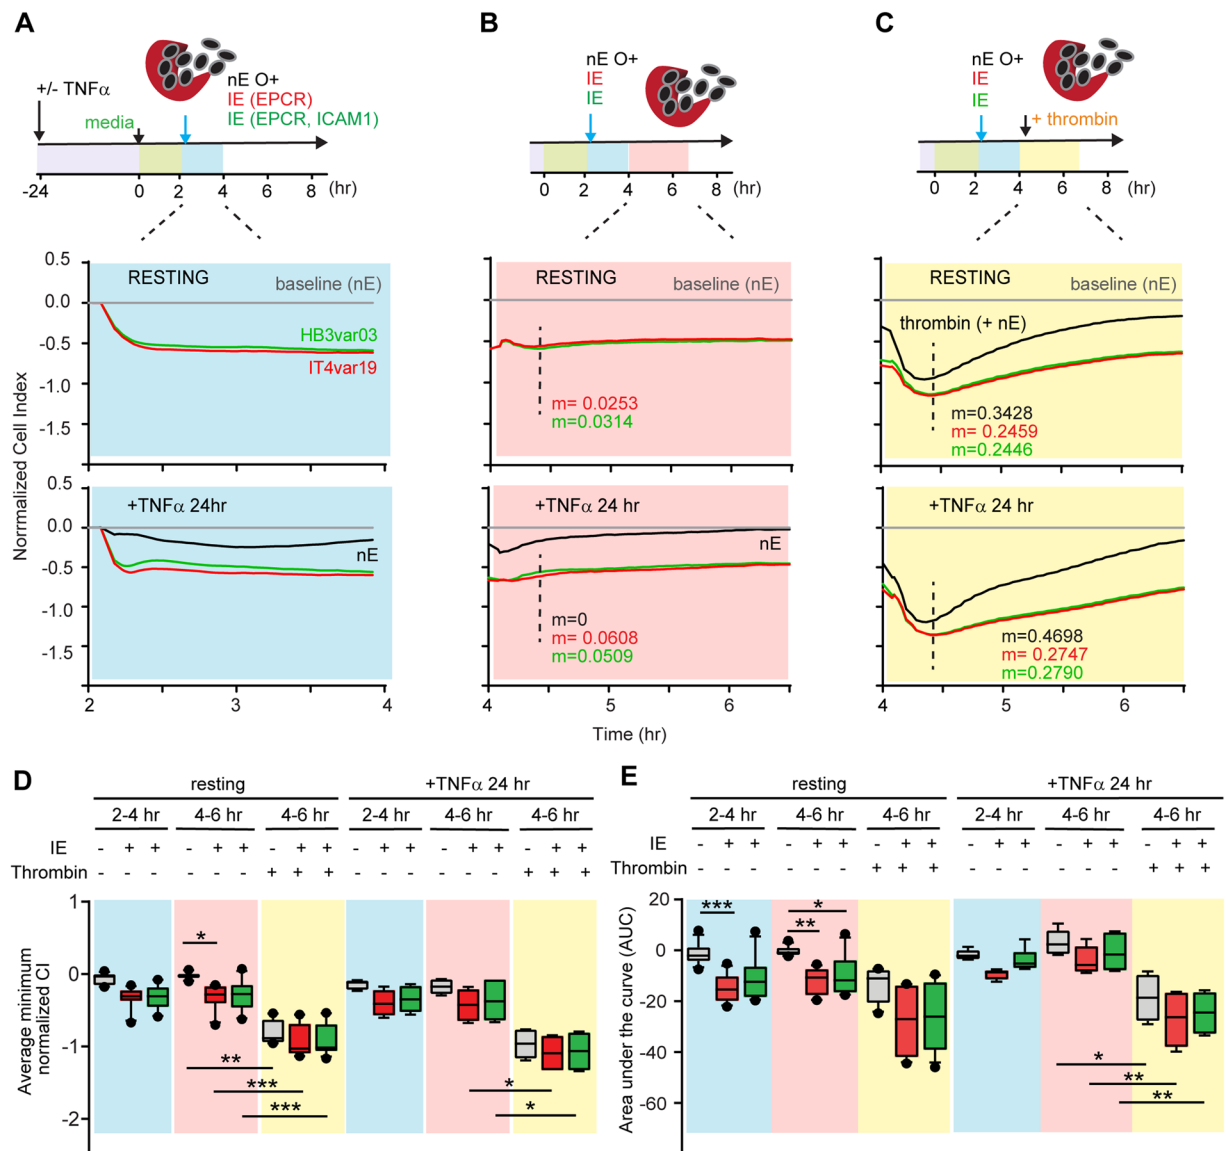 A
+/- TNFα
nE O+
IE (EPCR)
IE (EPCR, ICAM1)
media
-24 0 2 4 6 8 (hr)
B
nE O+
IE
IE
0 2 4 6 8 (hr)
C
nE O+
IE
IE
+ thrombin
0 2 4 6 8 (hr)
Normalized Cell Index
0.5
0.0
-0.5
-1.0
-1.5
RESTING
baseline (nE)
HB3var03
IT4var19
RESTING
baseline (nE)
m= 0.0253
m=0.0314
RESTING
baseline (nE)
thrombin (+ nE)
m=0.3428
m= 0.2459
m=0.2446
0.5
0.0
-0.5
-1.0
-1.5
+TNFα 24hr
nE
2 3 4
+TNFα 24 hr
nE
m=0
m= 0.0608
m=0.0509
4 5 6
+TNFα 24 hr
m=0.4698
m= 0.2747
m=0.2790
4 5 6
Time (hr)
D
resting +TNFα 24 hr
2-4 hr 4-6 hr 4-6 hr 2-4 hr 4-6 hr 4-6 hr
IE - + + - + + - + + - + + - + + - + +
Thrombin - - - - - - + + + - - - - - - + + +
Average minimum
normalized CI
1
0
-1
-2
*
**
***
***
*
*
E
resting +TNFα 24 hr
2-4 hr 4-6 hr 4-6 hr 2-4 hr 4-6 hr 4-6 hr
IE - + + - + + - + + - + + - + + - + +
Thrombin - - - - - - + + + - - - - - - + + +
Area under the curve (AUC)
20
0
-20
-40
-60
***
*
**
*
**
**